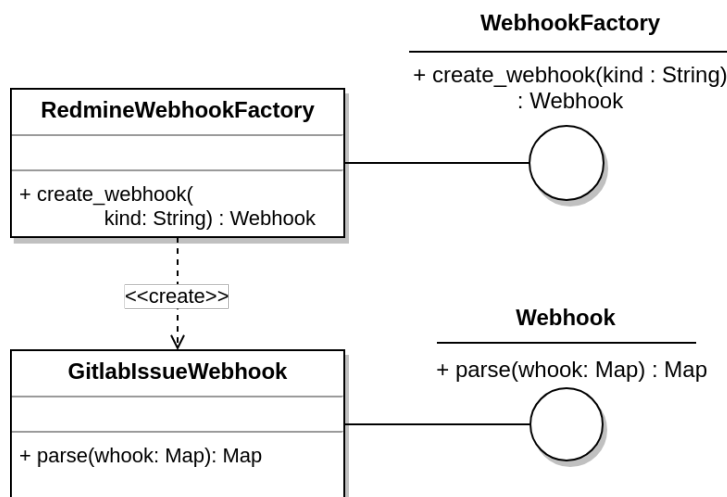 WebhookFactory
+ create_webhook(kind : String)
: Webhook
RedmineWebhookFactory
+ create_webhook(
kind: String) : Webhook
<<create>>
Webhook
+ parse(whook: Map) : Map
GitlabIssueWebhook
+ parse(whook: Map): Map